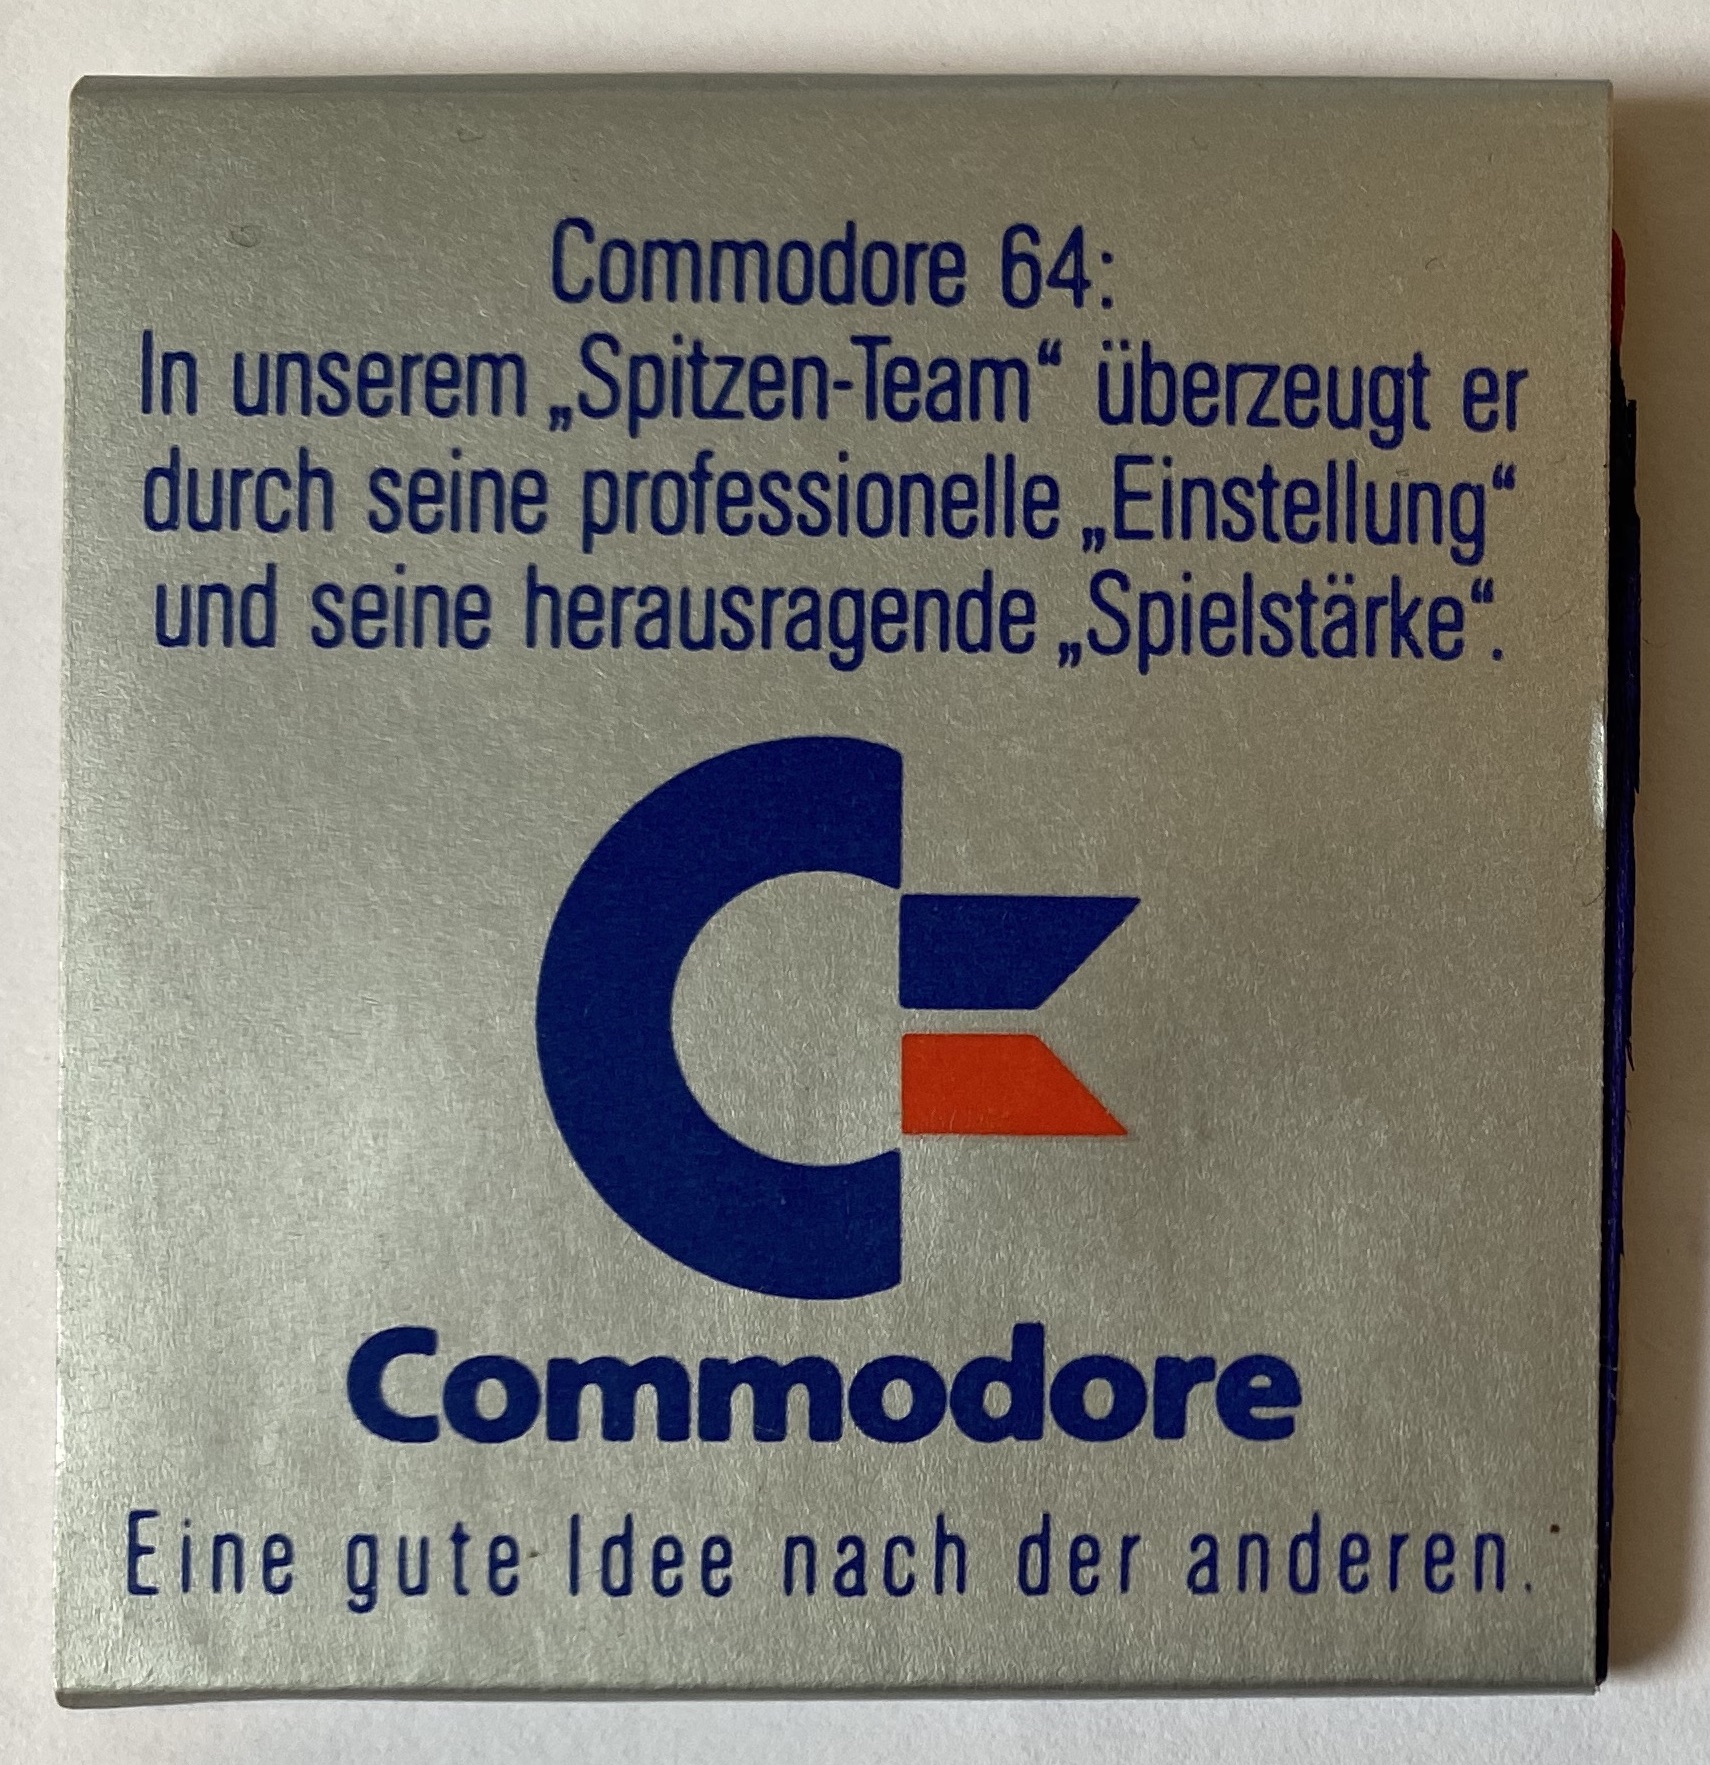 Commodore 64:
In unserem „Spitzen-Team“ überzeugt er
durch seine professionelle „Einstellung“
und seine herausragende „Spielstärke“.
Commodore
Eine gute Idee nach der anderen.